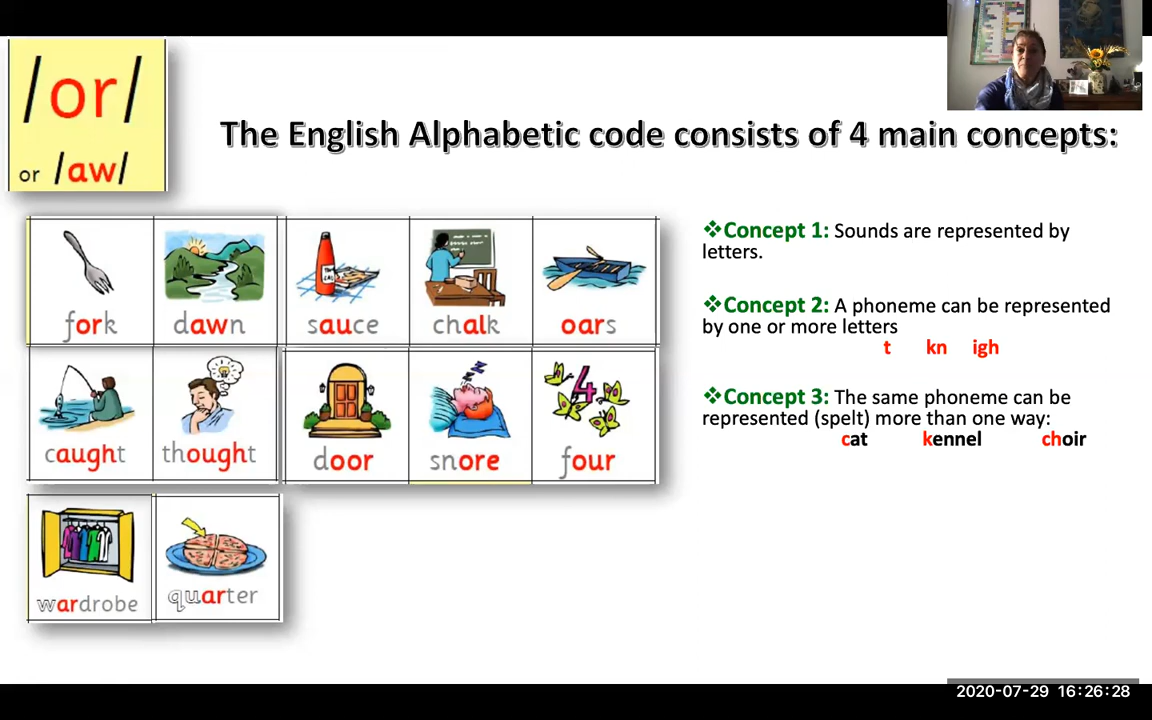 /or/
or /aw/
The English Alphabetic code consists of 4 main concepts:
fork dawn sauce chalk oars
caught thought door snore four
wardrobe quarter
❖Concept 1: Sounds are represented by
letters.
❖Concept 2: A phoneme can be represented
by one or more letters
t kn igh
❖Concept 3: The same phoneme can be
represented (spelt) more than one way:
cat kennel choir
4
2020-07-29 16:26:28